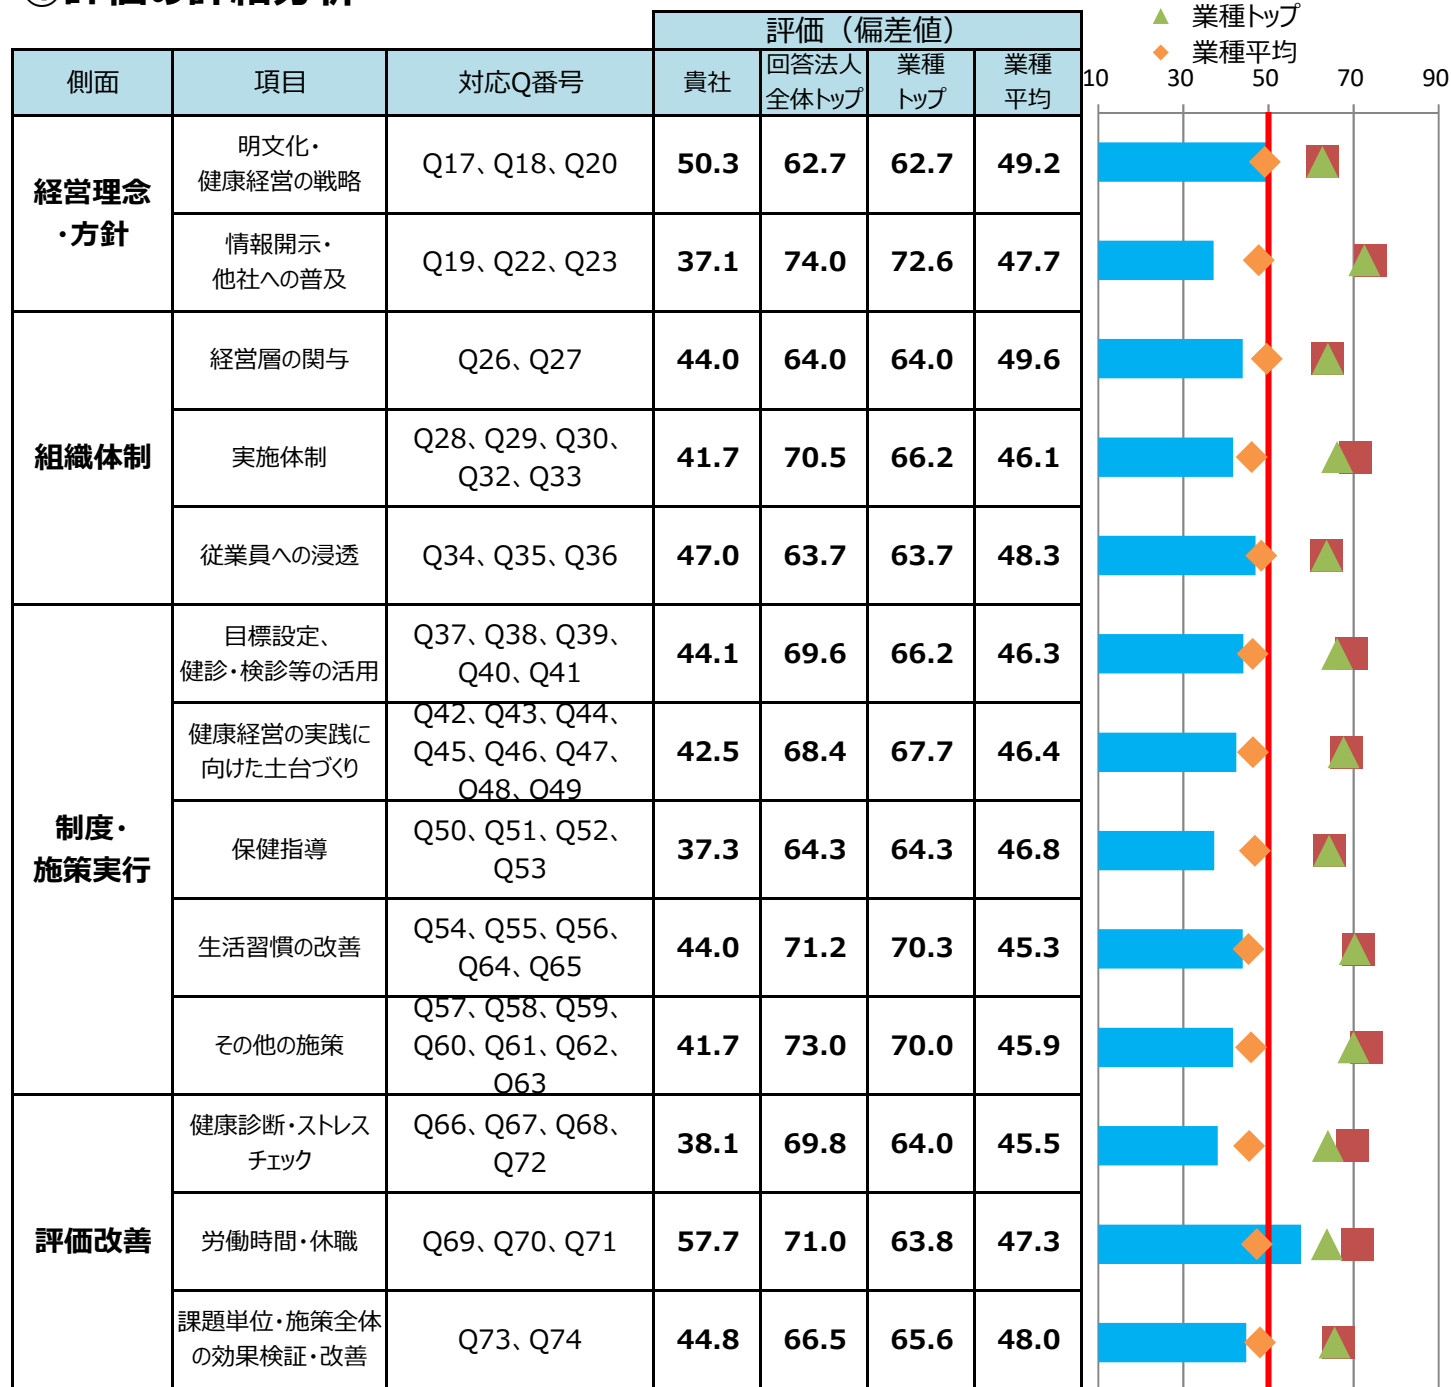 評価の詳細分析
業種トップ
業種平均
評価（偏差値）
側面 項目 対応Q番号 貴社 回答法人全体トップ 業種トップ 業種平均
10 30 50 70 90
経営理念・方針
明文化・
健康経営の戦略
Q17、Q18、Q20 50.3 62.7 62.7 49.2
情報開示・
他社への普及
Q19、Q22、Q23 37.1 74.0 72.6 47.7
組織体制
経営層の関与 Q26、Q27 44.0 64.0 64.0 49.6
実施体制
Q28、Q29、Q30、
Q32、Q33
41.7 70.5 66.2 46.1
従業員への浸透 Q34、Q35、Q36 47.0 63.7 63.7 48.3
制度・
施策実行
目標設定、
健診・検診等の活用
Q37、Q38、Q39、
Q40、Q41
44.1 69.6 66.2 46.3
健康経営の実践に
向けた土台づくり
Q42、Q43、Q44、
Q45、Q46、Q47、
Q48、Q49
42.5 68.4 67.7 46.4
保健指導
Q50、Q51、Q52、
Q53
37.3 64.3 64.3 46.8
生活習慣の改善
Q54、Q55、Q56、
Q64、Q65
44.0 71.2 70.3 45.3
その他の施策
Q57、Q58、Q59、
Q60、Q61、Q62、
Q63
41.7 73.0 70.0 45.9
評価改善
健康診断・ストレス
チェック
Q66、Q67、Q68、
Q72
38.1 69.8 64.0 45.5
労働時間・休職 Q69、Q70、Q71 57.7 71.0 63.8 47.3
課題単位・施策全体
の効果検証・改善
Q73、Q74 44.8 66.5 65.6 48.0